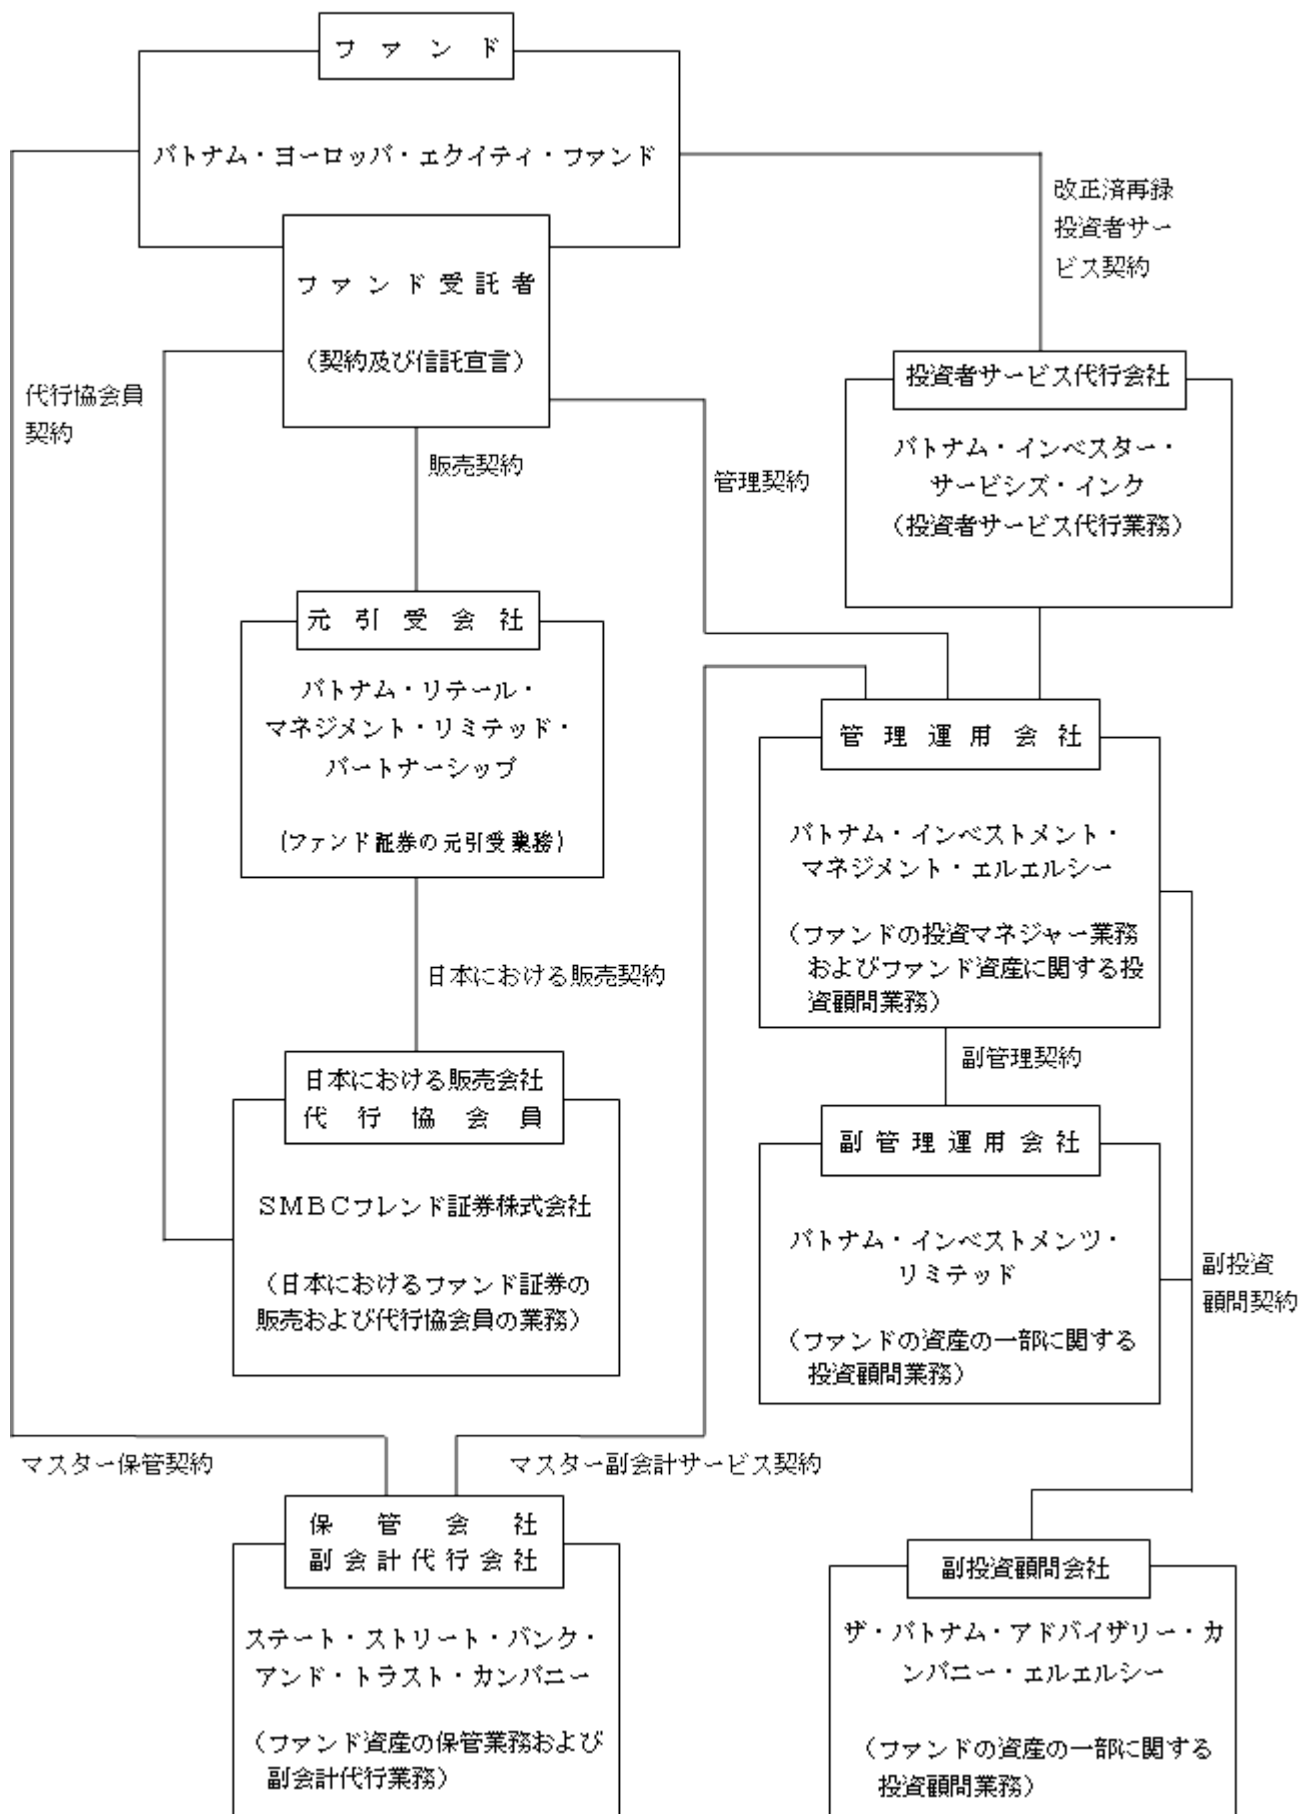 ファンド
パトナム・ヨーロッパ・エクイティ・ファンド
改正済再録
投資者サー
ビス契約
ファンド受託者
（契約及び信託宣言）
代行協会員
契約
投資者サービス代行会社
パトナム・インベスター・
サービシズ・インク
（投資者サービス代行業務）
販売契約
管理契約
元引受会社
パトナム・リテール・
マネジメント・リミテッド・
パートナーシップ
(ファンド証券の元引受業務)
管理運用会社
パトナム・インベストメント・
マネジメント・エルエルシー
（ファンドの投資マネジャー業務
およびファンド資産に関する投
資顧問業務）
日本における販売契約
副管理契約
日本における販売会社
代行協会員
ＳＭＢＣフレンド証券株式会社
（日本におけるファンド証券の
販売および代行協会員の業務）
副管理運用会社
パトナム・インベストメンツ・
リミテッド
（ファンドの資産の一部に関する
投資顧問業務）
副投資
顧問契約
マスター保管契約
マスター副会計サービス契約
保管会社
副会計代行会社
ステート・ストリート・バンク・
アンド・トラスト・カンパニー
（ファンド資産の保管業務および
副会計代行業務）
副投資顧問会社
ザ・パトナム・アドバイザリー・カ
ンパニー・エルエルシー
（ファンドの資産の一部に関する
投資顧問業務）